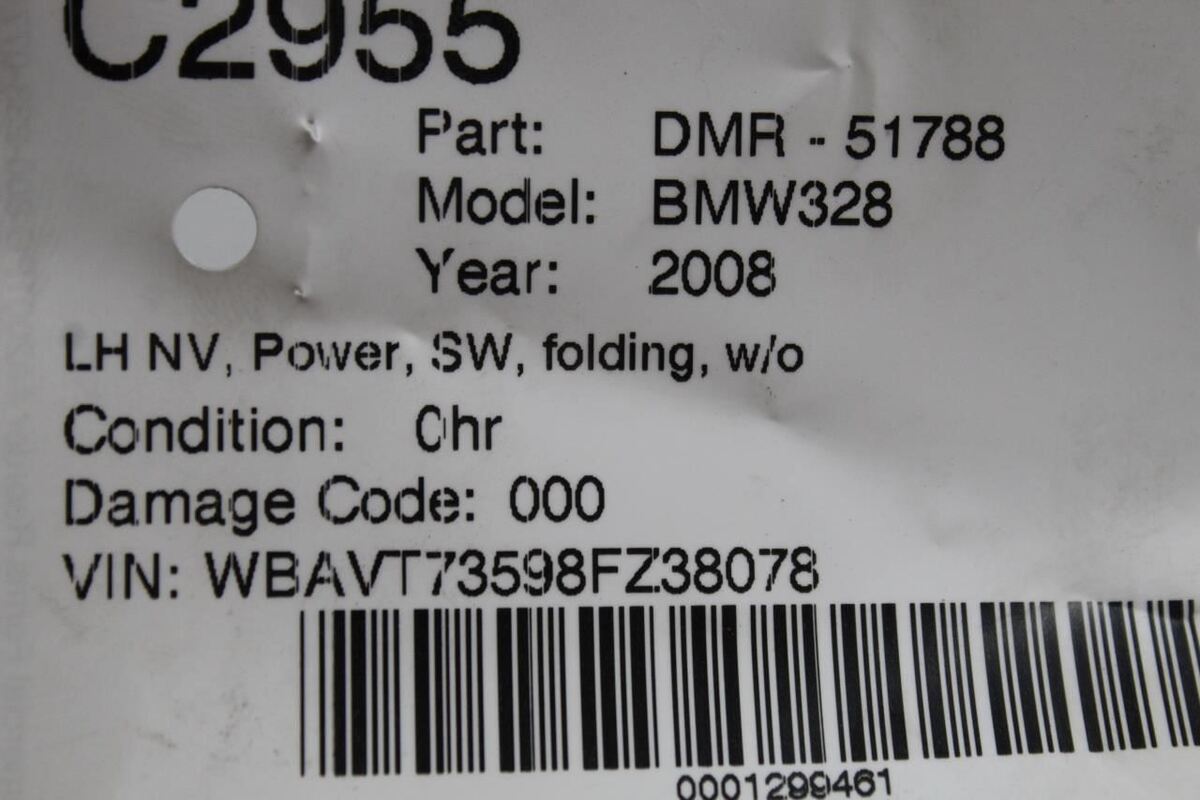 C2955
Part: DMR - 51788
Model: BMW328
Year: 2008
LH NV, Power, SW, folding, w/o
Condition: 0hr
Damage Code: 000
VIN: WBAVT73598FZ38078
0001299461